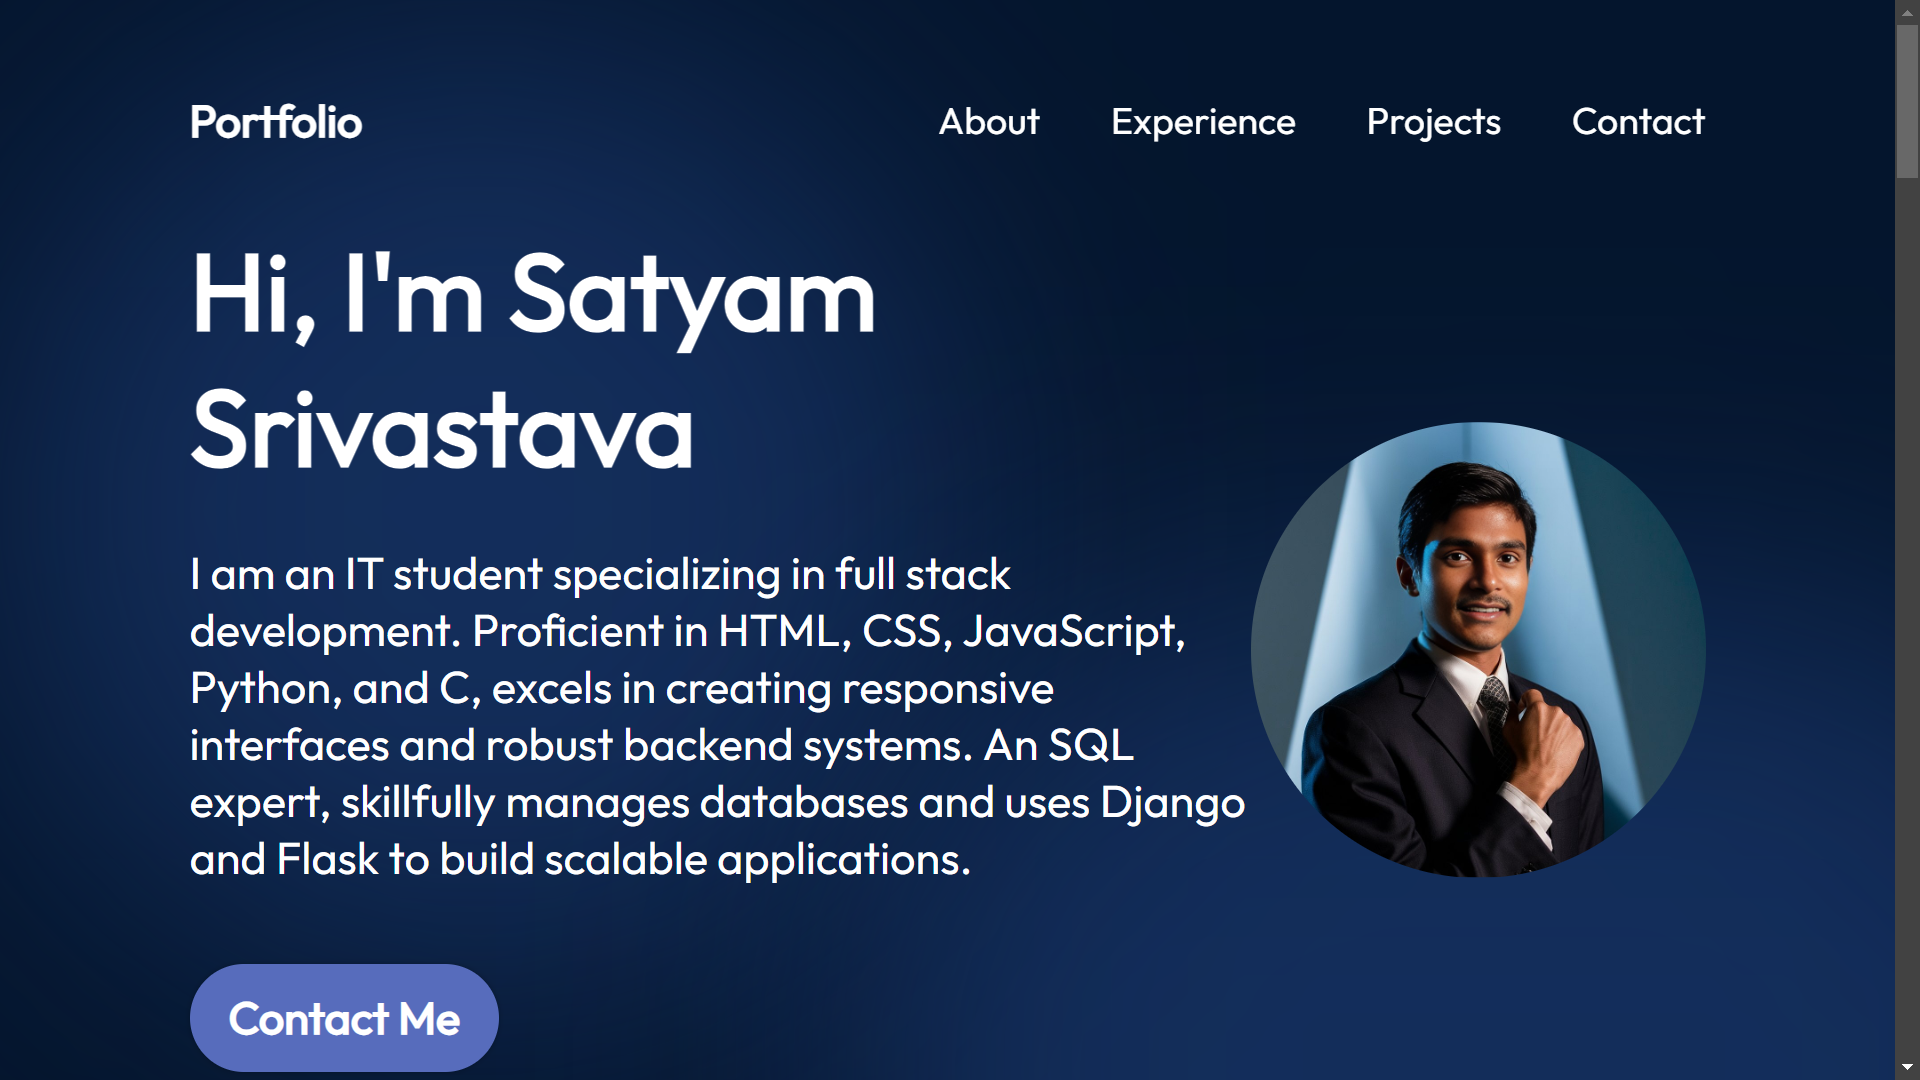 Portfolio
About Experience Projects Contact
Hi, I'm Satyam
Srivastava
I am an IT student specializing in full stack
development. Proficient in HTML, CSS, JavaScript,
Python, and C, excels in creating responsive
interfaces and robust backend systems. An SQL
expert, skillfully manages databases and uses Django
and Flask to build scalable applications.
Contact Me